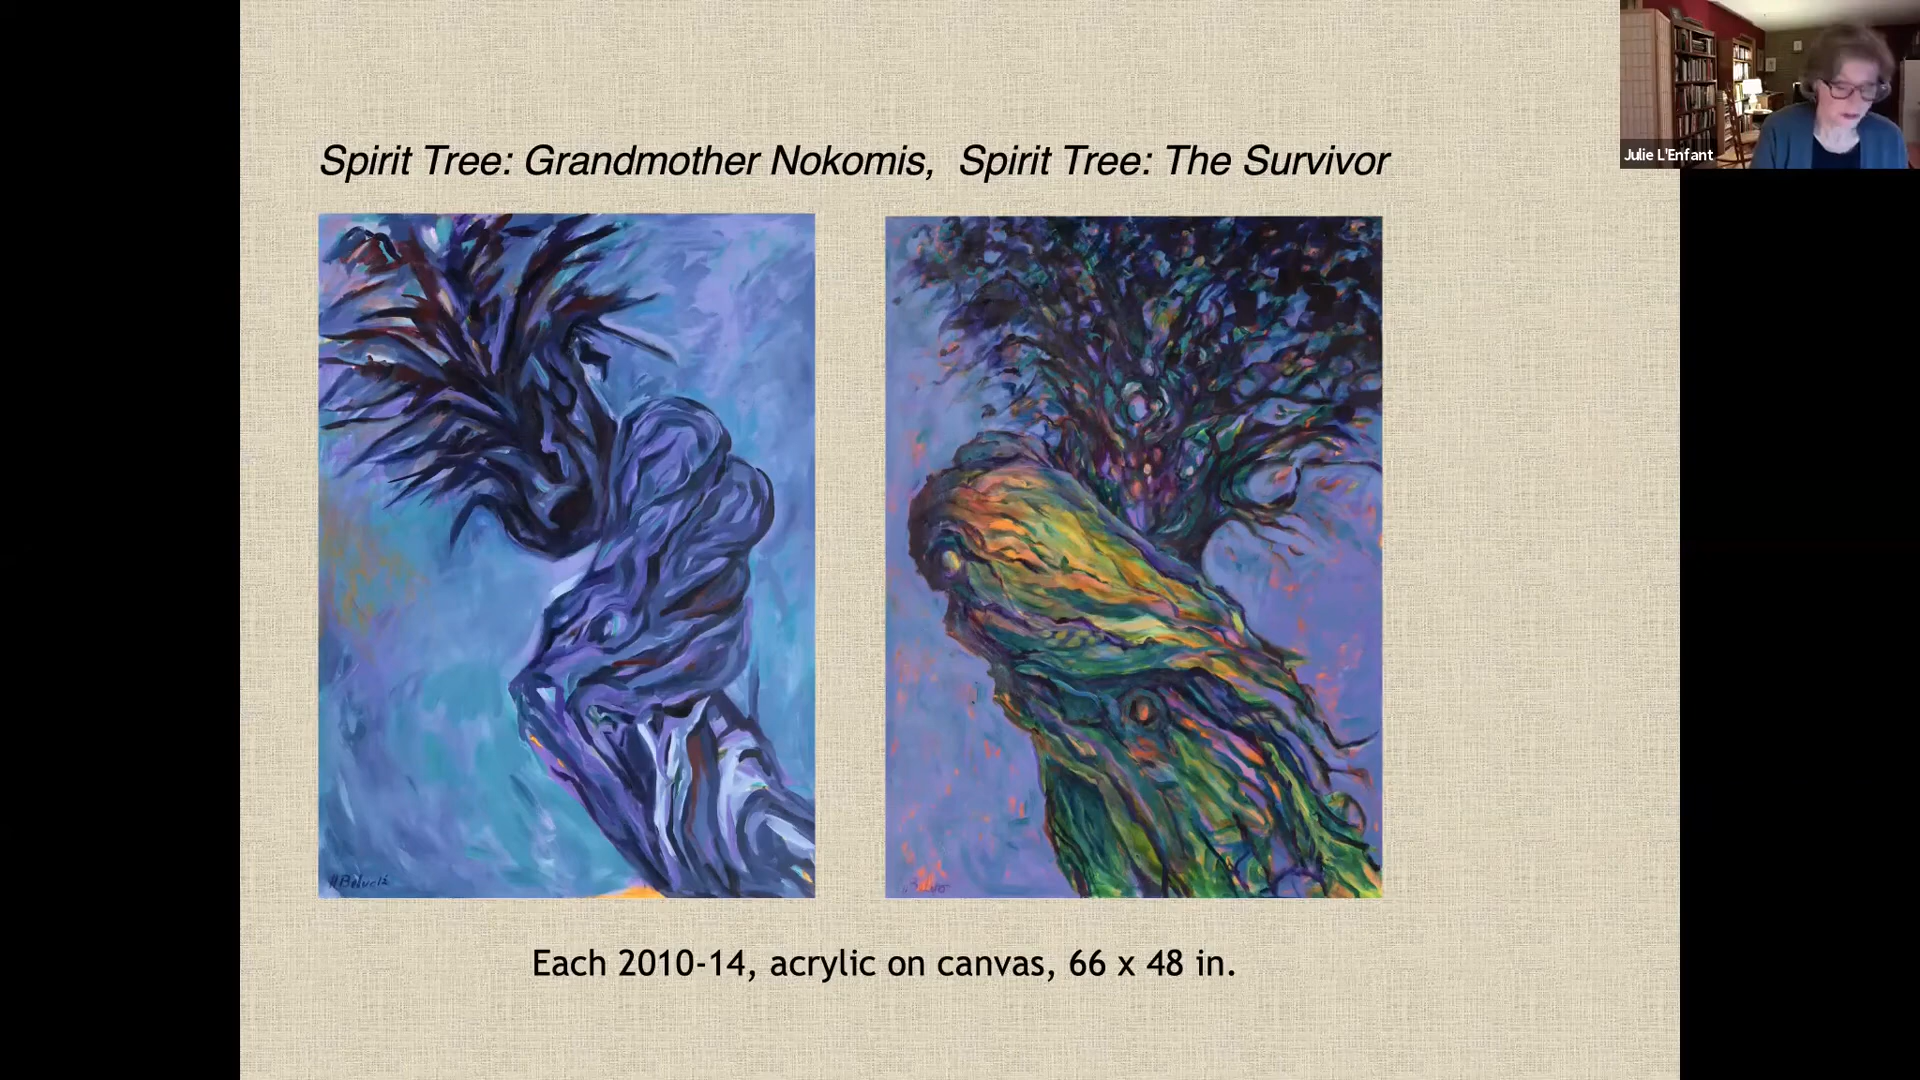 Julie L'Enfant
Spirit Tree: Grandmother Nokomis, Spirit Tree: The Survivor
Each 2010-14, acrylic on canvas, 66 x 48 in.